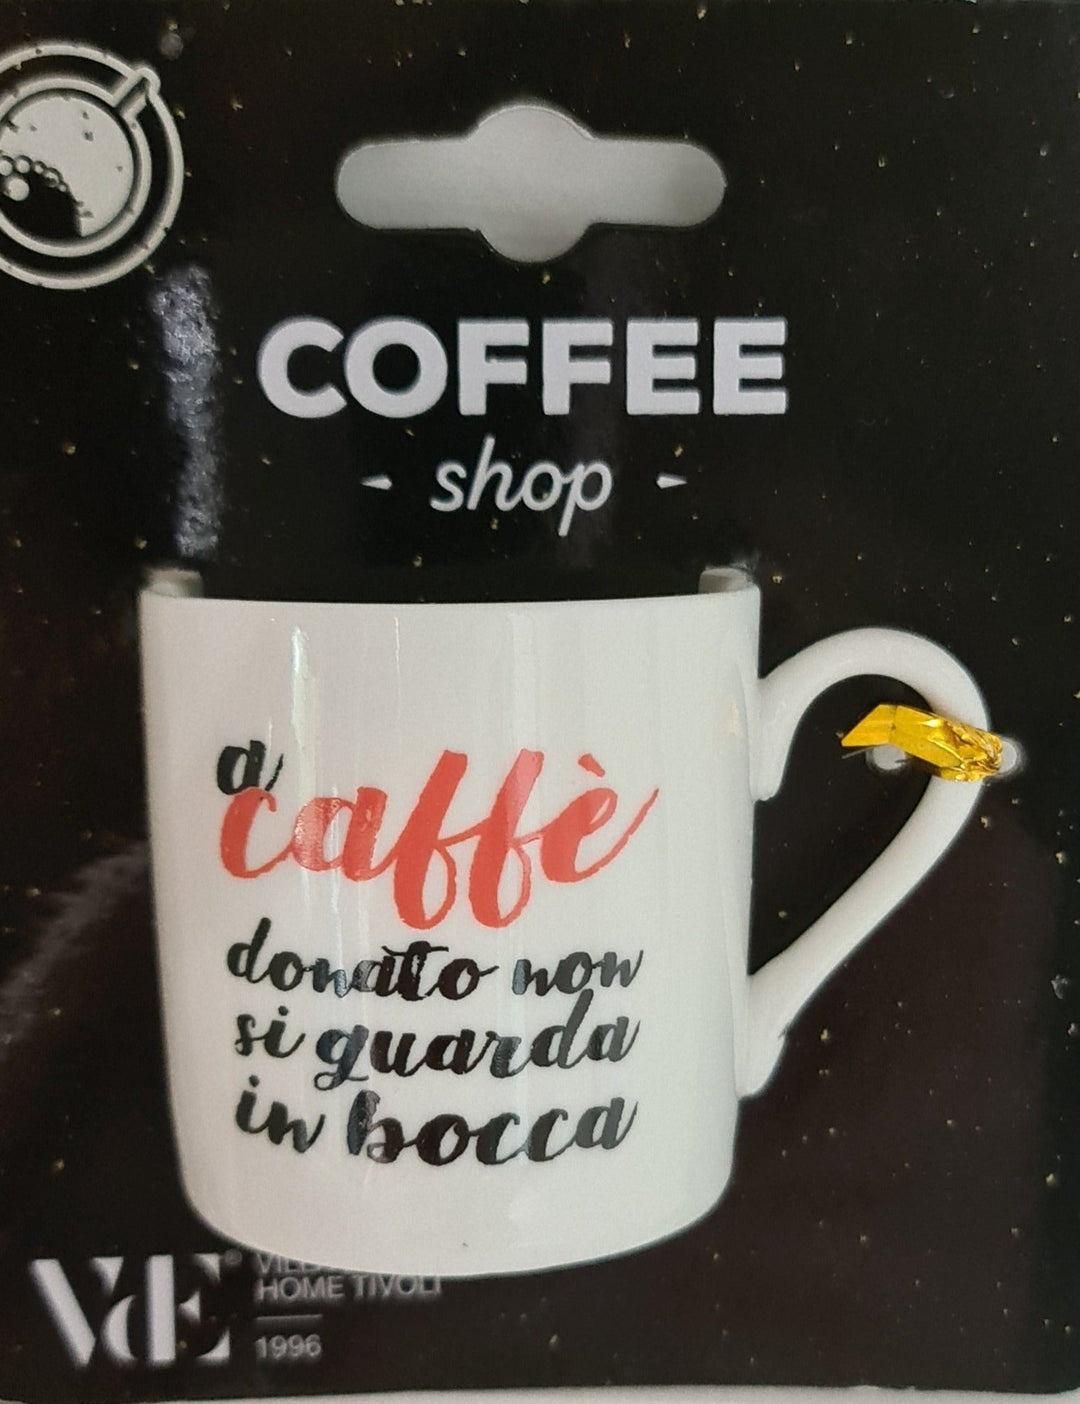 COFFEE
- shop -
a
caffè
donato non
si guarda
in bocca
VdE®
HOME TIVOLI
1996